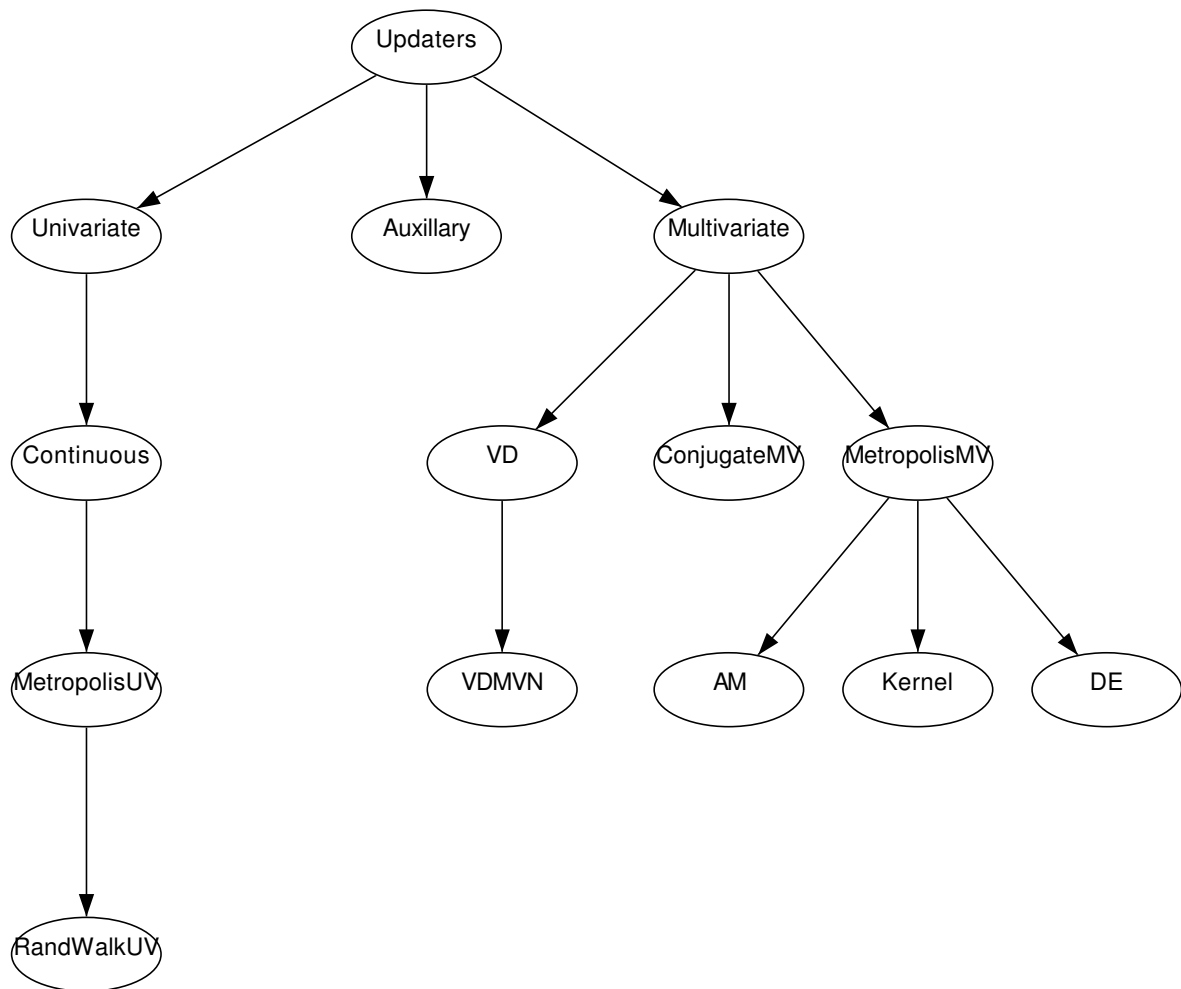 Updaters
Univariate
Auxillary
Multivariate
Continuous
VD
ConjugateMV
MetropolisMV
MetropolisUV
VDMVN
AM
Kernel
DE
RandWalkUV